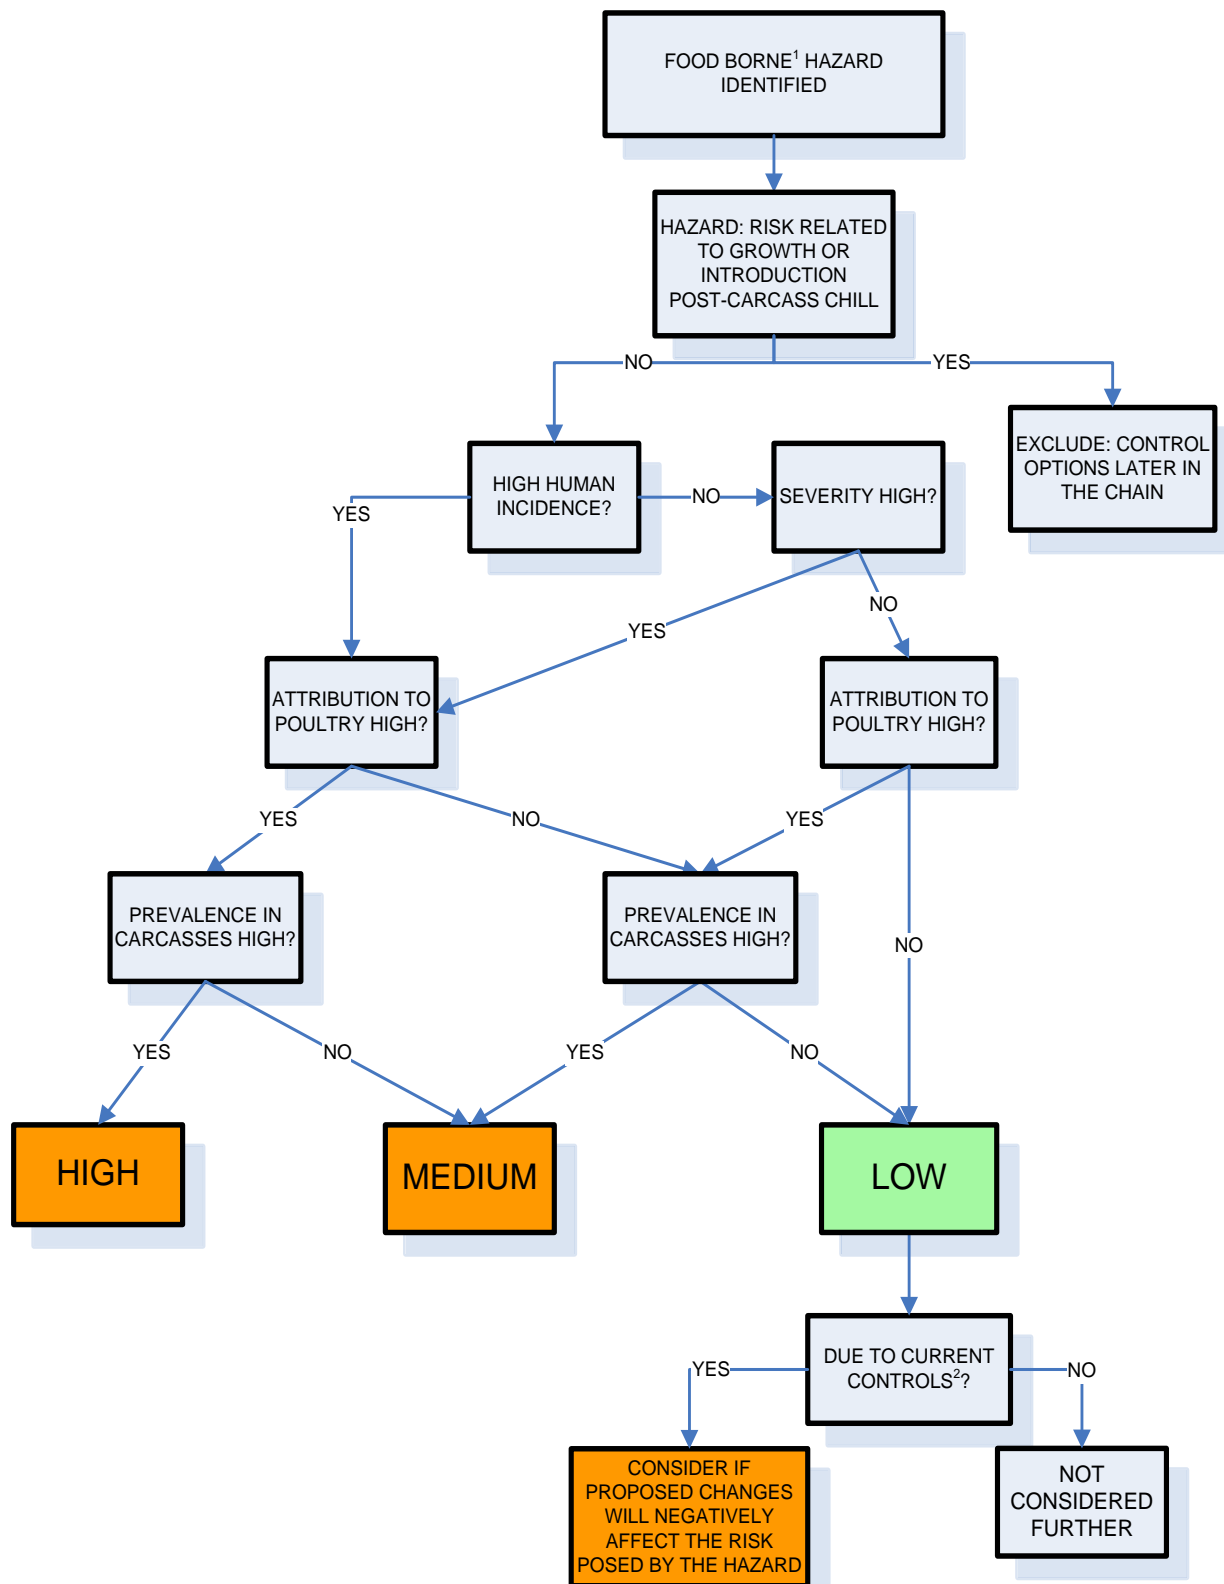 FOOD BORNE¹ HAZARD
IDENTIFIED
HAZARD: RISK RELATED
TO GROWTH OR
INTRODUCTION
POST-CARCASS CHILL
NO
YES
EXCLUDE: CONTROL
OPTIONS LATER IN
THE CHAIN
HIGH HUMAN
INCIDENCE?
NO
SEVERITY HIGH?
YES
NO
YES
ATTRIBUTION TO
POULTRY HIGH?
ATTRIBUTION TO
POULTRY HIGH?
YES
NO
YES
PREVALENCE IN
CARCASSES HIGH?
PREVALENCE IN
CARCASSES HIGH?
NO
YES
NO
YES
NO
HIGH
MEDIUM
LOW
DUE TO CURRENT
CONTROLS²?
YES
NO
CONSIDER IF
PROPOSED CHANGES
WILL NEGATIVELY
AFFECT THE RISK
POSED BY THE HAZARD
NOT
CONSIDERED
FURTHER